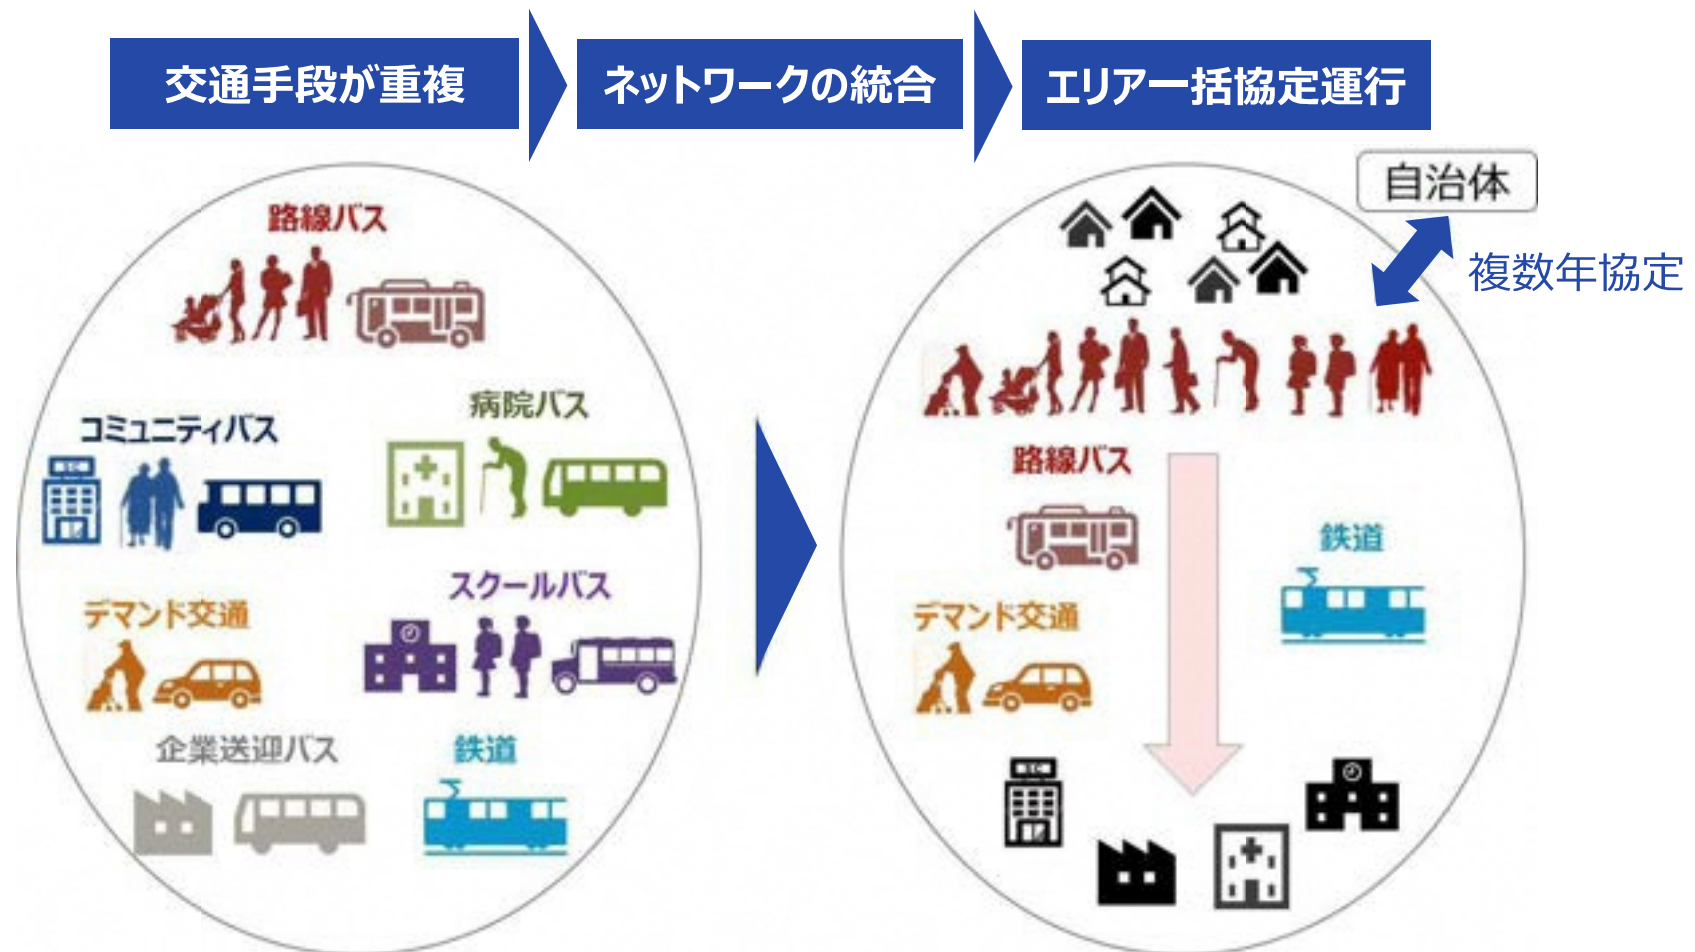 交通手段が重複
ネットワークの統合
エリア一括協定運行
自治体
複数年協定
路線バス
コミュニティバス
病院バス
デマンド交通
スクールバス
企業送迎バス
鉄道
路線バス
鉄道
デマンド交通